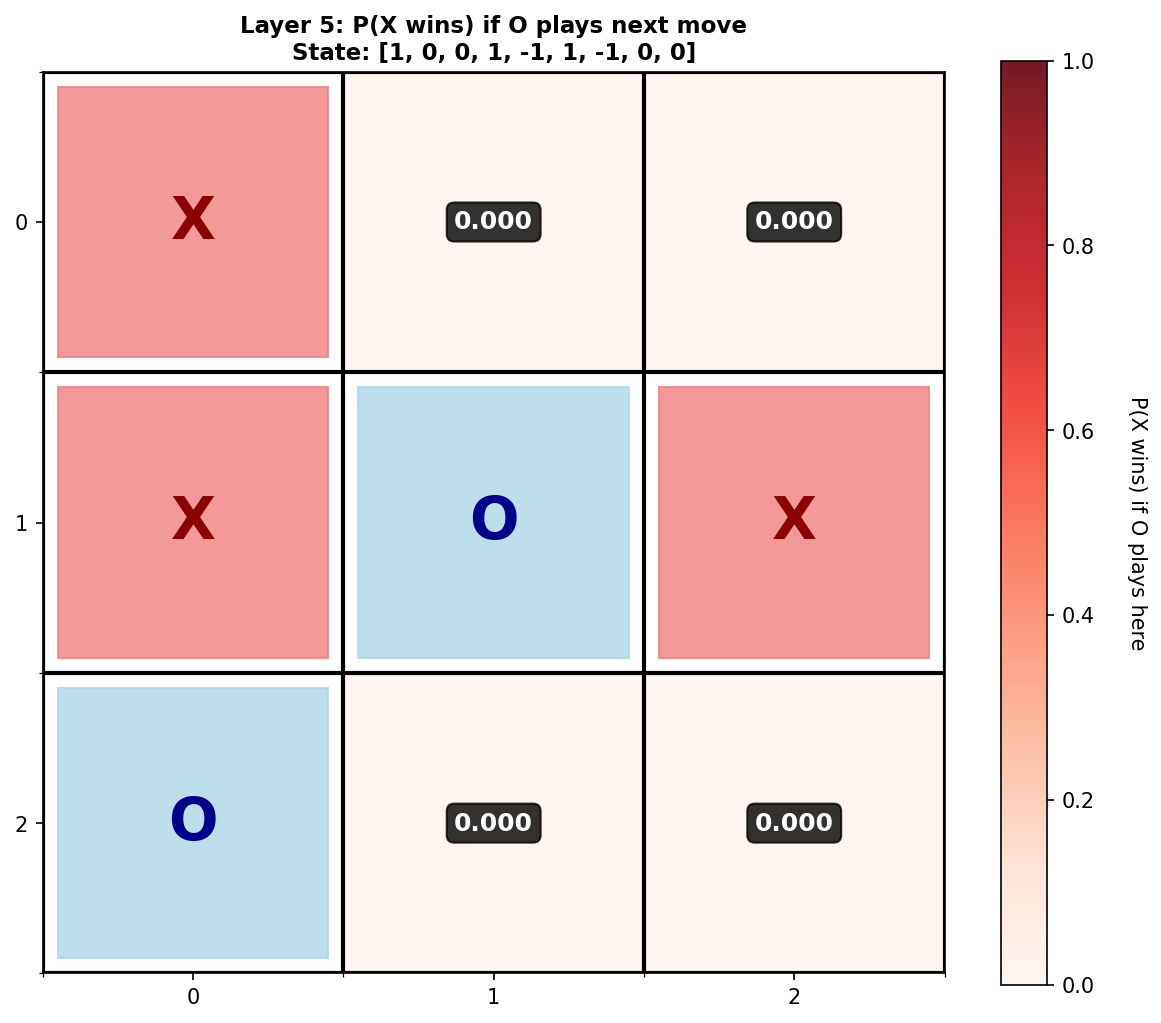 Layer 5: P(X wins) if O plays next move
State: [1, 0, 0, 1, -1, 1, -1, 0, 0]
0
X
0.000
0.000
1
X
O
X
2
O
0.000
0.000
0
1
2
1.0
0.8
0.6
0.4
0.2
0.0
P(X wins) if O plays here